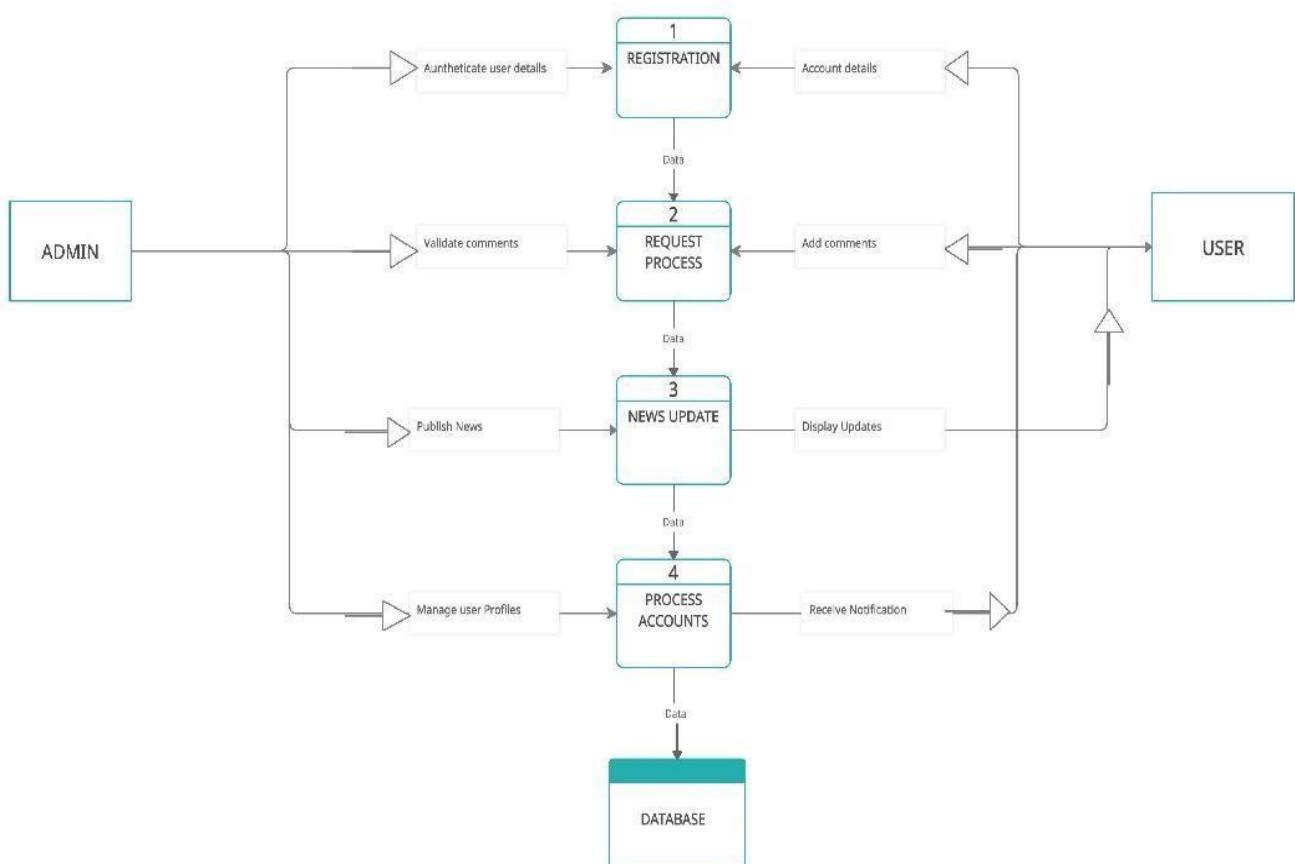 1
REGISTRATION
Auntheticate user details
Account details
Data
ADMIN
2
REQUEST
PROCESS
Validate comments
Add comments
USER
Data
3
NEWS UPDATE
Publish News
Display Updates
Data
4
PROCESS
ACCOUNTS
Manage user Profiles
Receive Notification
Data
DATABASE